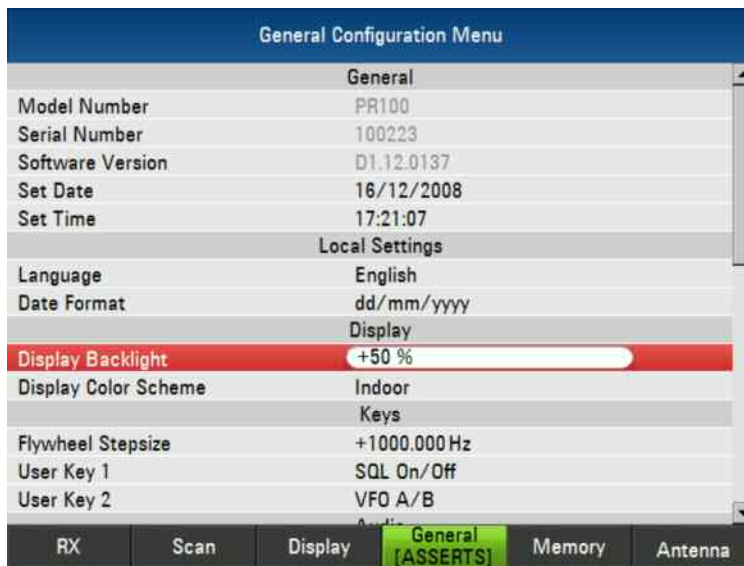 General Configuration Menu
General
Model Number PR100
Serial Number 100223
Software Version D1.12.0137
Set Date 16/12/2008
Set Time 17:21:07
Local Settings
Language English
Date Format dd/mm/yyyy
Display
Display Backlight +50 %
Display Color Scheme Indoor
Keys
Flywheel Stepsize +1000.000 Hz
User Key 1 SQL On/Off
User Key 2 VFO A/B
RX Scan Display General [ASSERTS] Memory Antenna